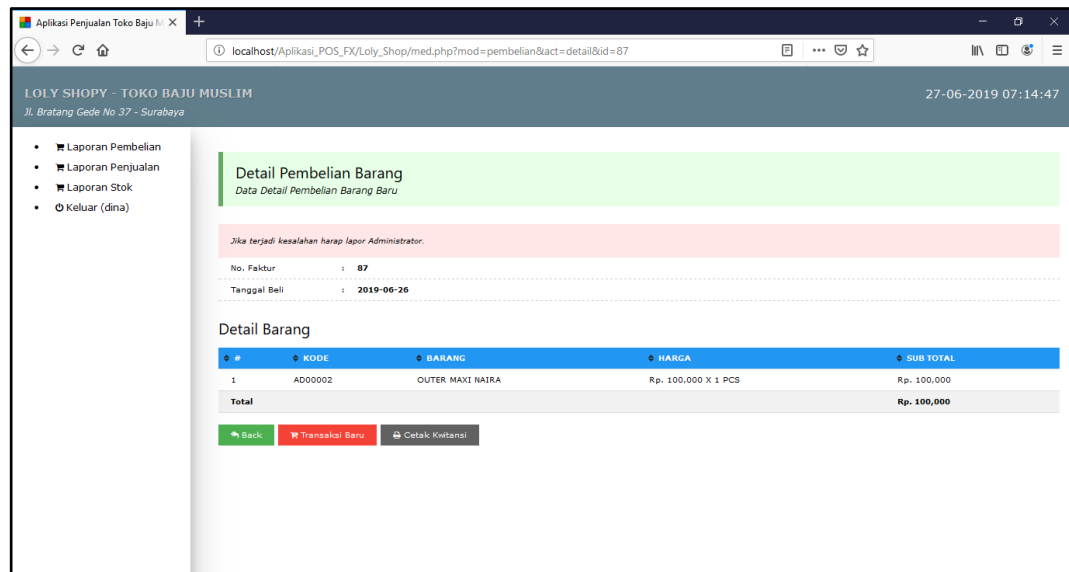 Aplikasi Penjualan Toko Baju M
localhost/Aplikasi_POS_FX/Loly_Shop/med.php?mod=pembelian&act=detail&id=87
LOLY SHOPY - TOKO BAJU MUSLIM
27-06-2019 07:14:47
Jl. Bratang Gede No 37 - Surabaya
Laporan Pembelian
Laporan Penjualan
Laporan Stok
Keluar (dina)
Detail Pembelian Barang
Data Detail Pembelian Barang Baru
Jika terjadi kesalahan harap lapor Administrator.
No. Faktur : 87
Tanggal Beli : 2019-06-26
Detail Barang
# KODE BARANG HARGA SUB TOTAL
1 AD00002 OUTER MAXI NAIRA Rp. 100,000 X 1 PCS Rp. 100,000
Total Rp. 100,000
Back Transaksi Baru Cetak Kwitansi